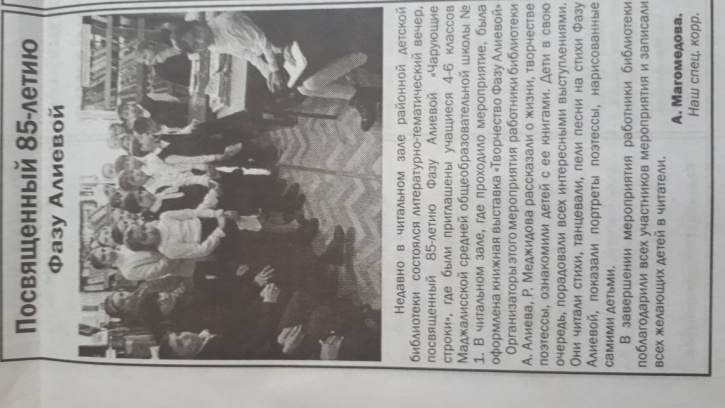 Посвященный 85-летию
Фазу Алиевой
Недавно в читальном зале районной детской
библиотеки состоялся литературно-тематический вечер,
посвященный 85-летию Фазу Алиевой «Чарующие
строки», где были приглашены учащиеся 4-6 классов
Маджалисской средней общеобразовательной школы №
1. В читальном зале, где проходило мероприятие, была
оформлена книжная выставка «Творчество Фазу Алиевой»
Организаторы этого мероприятия работники библиотеки
А. Алиева, Р. Меджидова рассказали о жизни, творчестве
поэтессы, ознакомили детей с ее книгами. Дети в свою
очередь, порадовали всех интересными выступлениями.
Они читали стихи, танцевали, пели песни на стихи Фазу
Алиевой, показали портреты поэтессы, нарисованные
самими детьми.
В завершении мероприятия работники библиотеки
поблагодарили всех участников мероприятия и записали
всех желающих детей в читатели.
А. Магомедова.
Наш спец. корр.